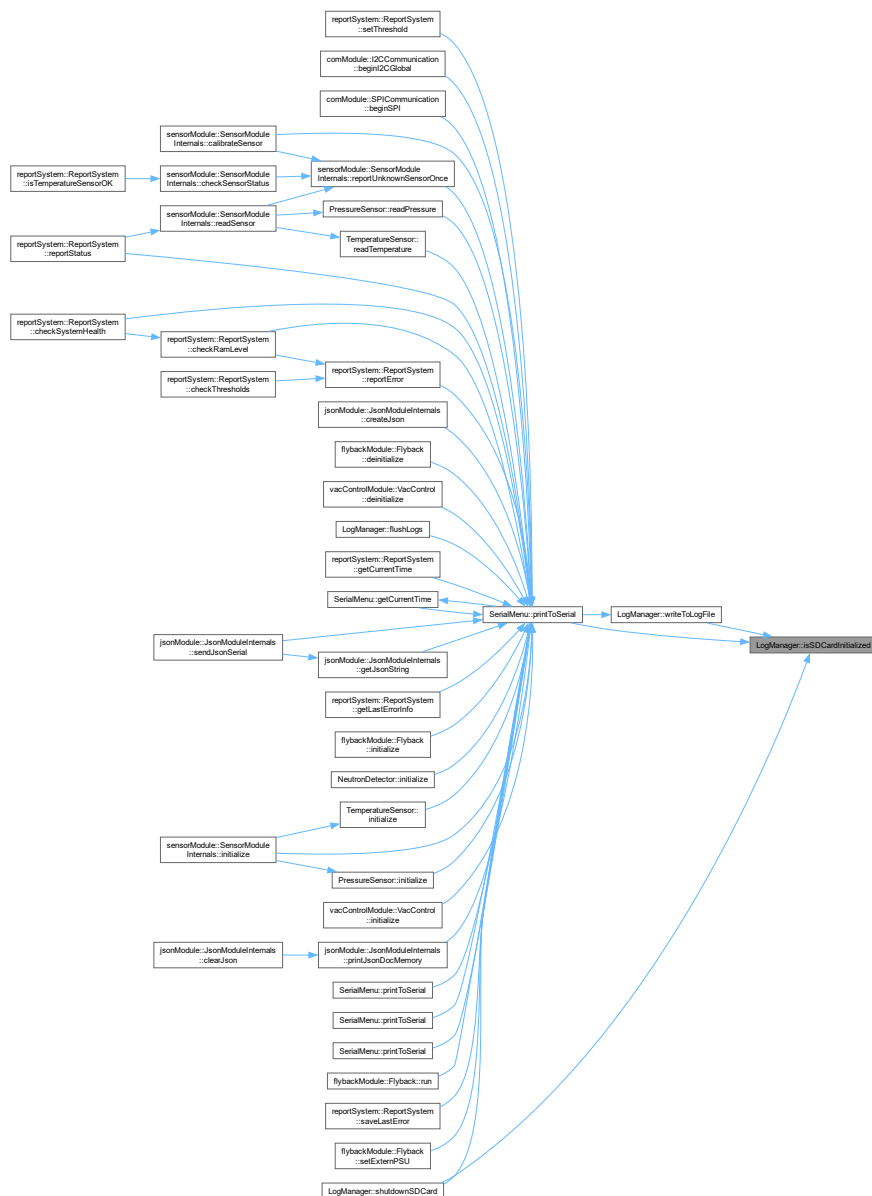 reportSystem::ReportSystem
::setThreshold
comModule::I2CCommunication
::beginI2CGlobal
comModule::SPICommunication
::beginSPI
sensorModule::SensorModule
Internals::calibrateSensor
sensorModule::SensorModule
Internals::reportUnknownSensorOnce
reportSystem::ReportSystem
::isTemperatureSensorOK
sensorModule::SensorModule
Internals::checkSensorStatus
PressureSensor::readPressure
sensorModule::SensorModule
Internals::readSensor
TemperatureSensor::
readTemperature
reportSystem::ReportSystem
::reportStatus
reportSystem::ReportSystem
::checkSystemHealth
reportSystem::ReportSystem
::checkRamLevel
reportSystem::ReportSystem
::reportError
reportSystem::ReportSystem
::checkThresholds
jsonModule::JsonModuleInternals
::createJson
flybackModule::Flyback
::deinitialize
vacControlModule::VacControl
::deinitialize
LogManager::flushLogs
reportSystem::ReportSystem
::getCurrentTime
SerialMenu::getCurrentTime
SerialMenu::printToSerial
LogManager::writeToLogFile
LogManager::isSDCardInitialized
jsonModule::JsonModuleInternals
::sendJsonSerial
jsonModule::JsonModuleInternals
::getJsonString
reportSystem::ReportSystem
::getLastErrorInfo
flybackModule::Flyback
::initialize
NeutronDetector::initialize
TemperatureSensor::
initialize
sensorModule::SensorModule
Internals::initialize
PressureSensor::initialize
vacControlModule::VacControl
::initialize
jsonModule::JsonModuleInternals
::clearJson
jsonModule::JsonModuleInternals
::printJsonDocMemory
SerialMenu::printToSerial
SerialMenu::printToSerial
SerialMenu::printToSerial
flybackModule::Flyback::run
reportSystem::ReportSystem
::saveLastError
flybackModule::Flyback
::setExternPSU
LogManager::shutdownSDCard